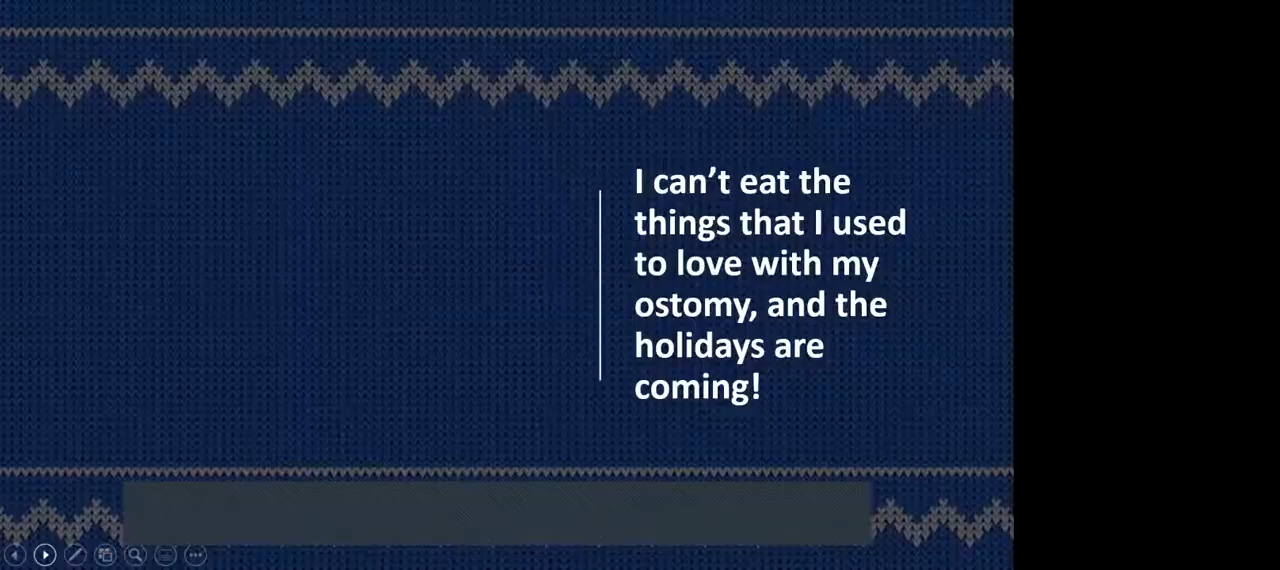 I can't eat the
things that I used
to love with my
ostomy, and the
holidays are
coming!